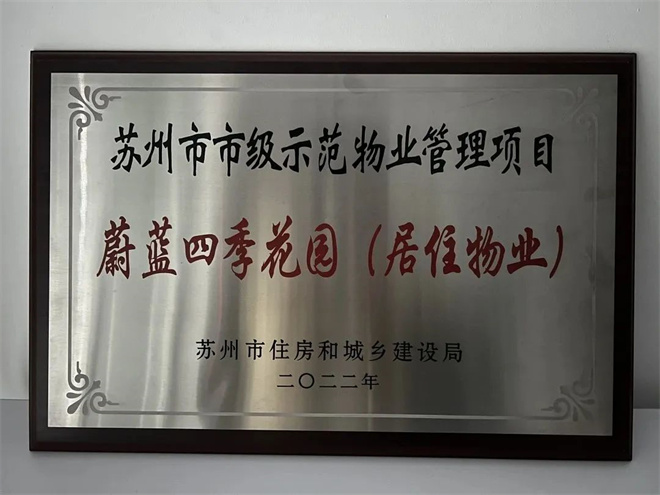 苏州市市级示范物业管理项目
蔚蓝四季花园（居住物业）
苏州市住房和城乡建设局
二〇二二年